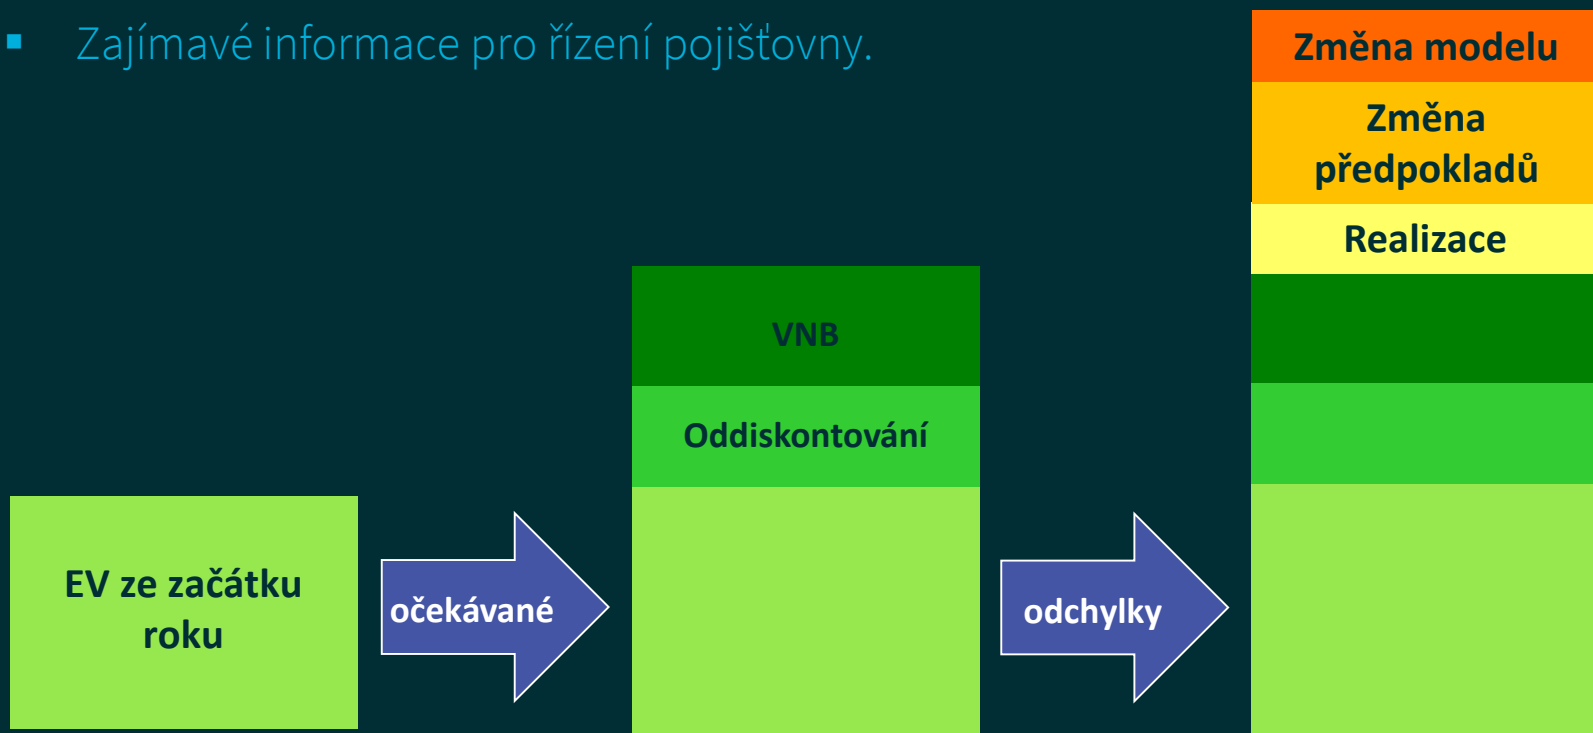 ▪ Zajímavé informace pro řízení pojišťovny.
Změna modelu
Změna
předpokladů
Realizace
VNB
Oddiskontování
EV ze začátku
roku
očekávané
odchylky